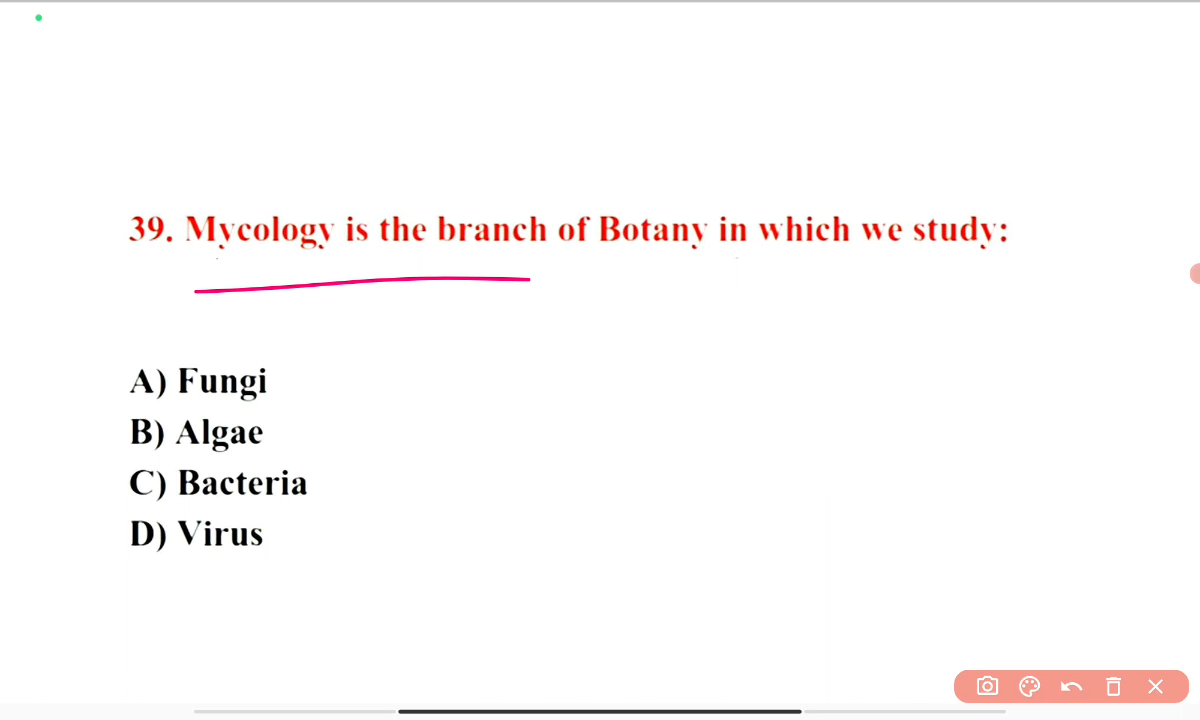 39. Mycology is the branch of Botany in which we study:
A) Fungi
B) Algae
C) Bacteria
D) Virus